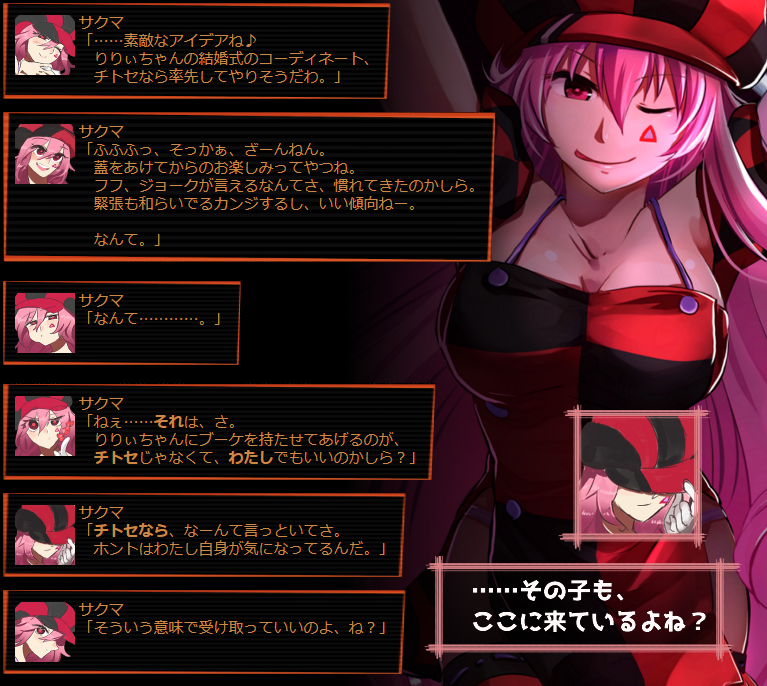 サクマ
「……素敵なアイデアね♪
りりぃちゃんの結婚式のコーディネート、
チトセなら率先してやりそうだわ。」
サクマ
「ふふふっ、そっかぁ、ざーんねん。
蓋をあけてからのお楽しみってやつね。
フフ、ジョークが言えるなんてさ、慣れてきたのかしら。
緊張も和らいでるカンジするし、いい傾向ねー。
なんて。」
サクマ
「なんて…………。」
サクマ
「ねぇ……それは、さ。
りりぃちゃんにブーケを持たせてあげるのが、
チトセじゃなくて、わたしでもいいのかしら？」
サクマ
「チトセなら、なーんて言っといてさ。
ホントはわたし自身が気になってるんだ。」
サクマ
「そういう意味で受け取っていいのよ、ね？」
……その子も、
ここに来ているよね？